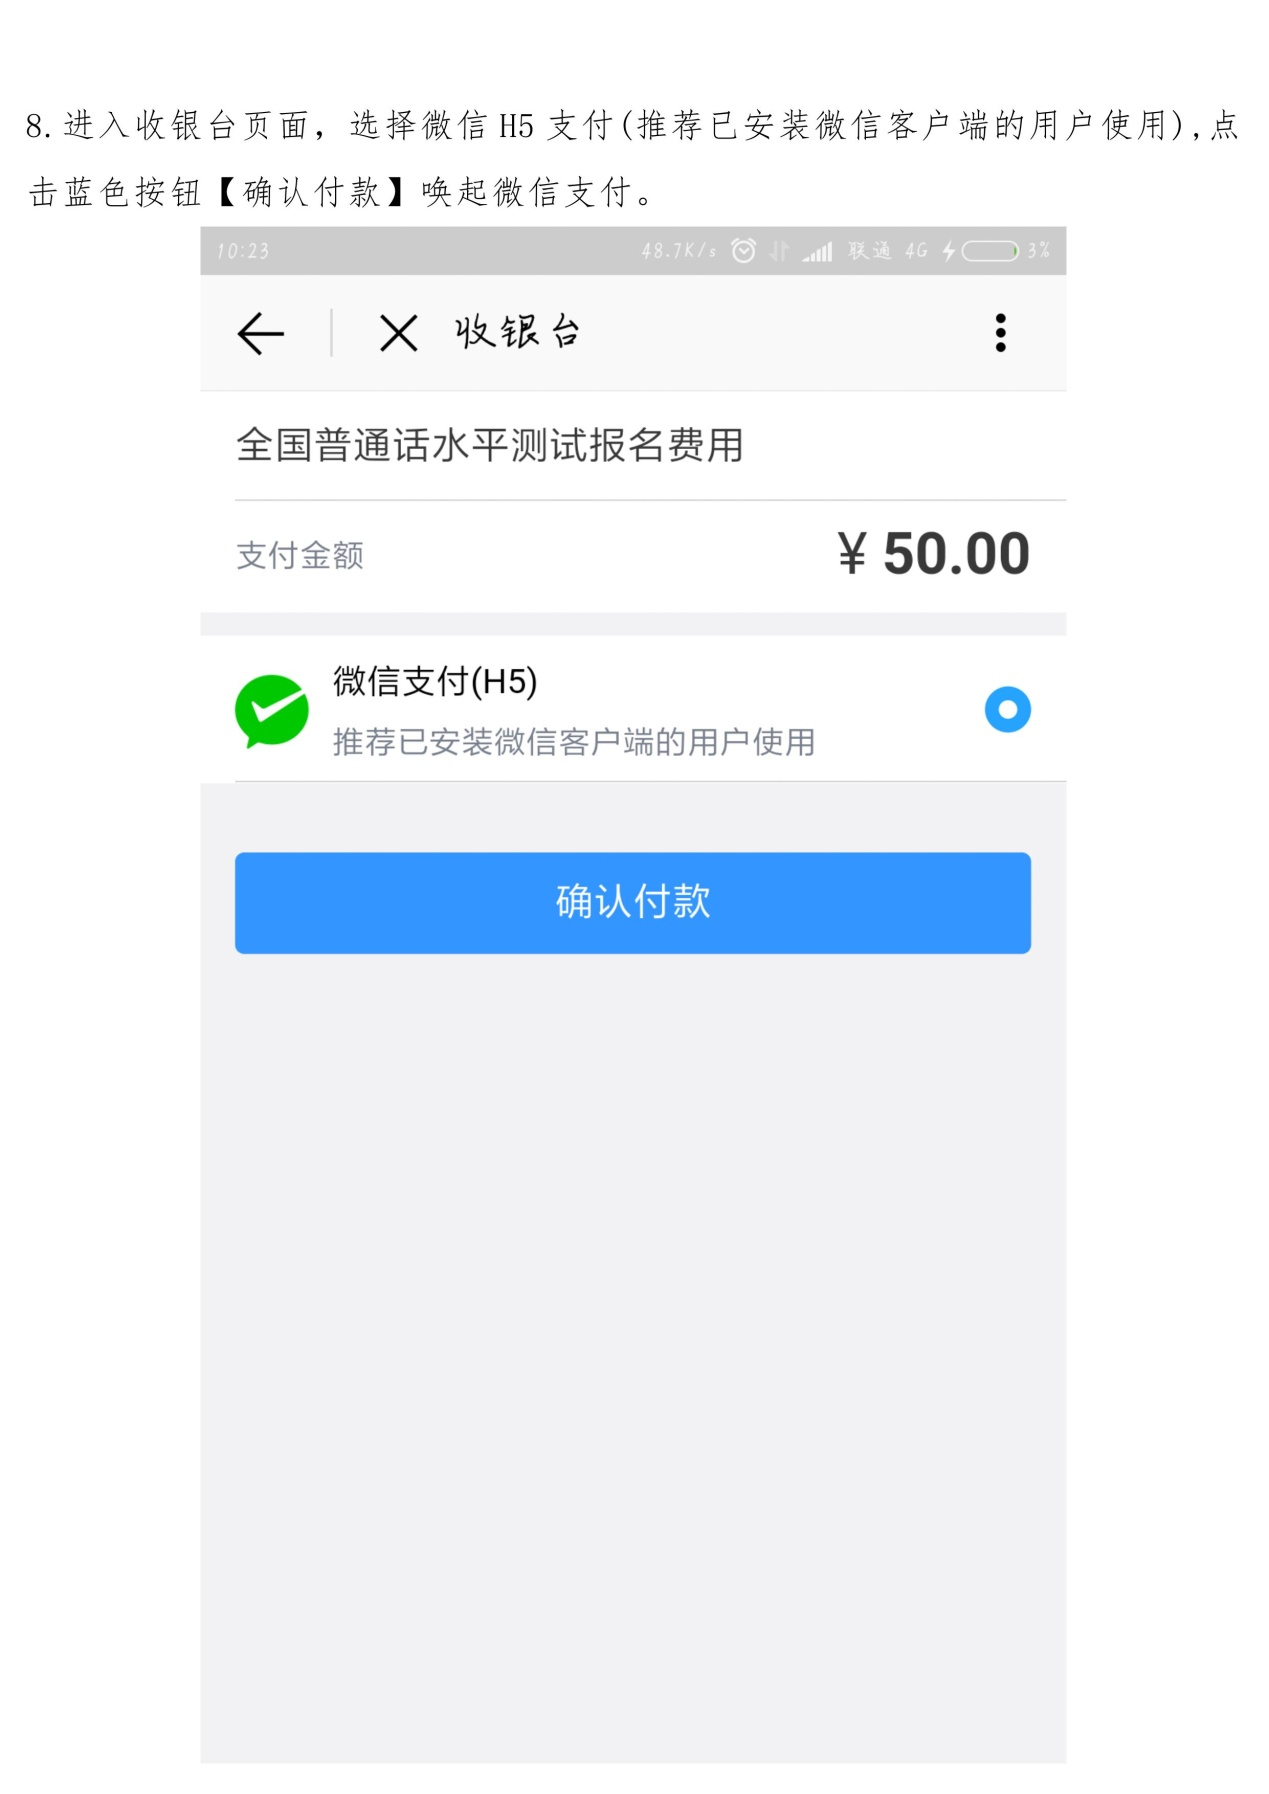 8.进入收银台页面，选择微信H5支付(推荐已安装微信客户端的用户使用),点
击蓝色按钮【确认付款】唤起微信支付。
10:23 48.7K/s 联通 4G 3%
收银台
全国普通话水平测试报名费用
支付金额 ¥ 50.00
微信支付(H5)
推荐已安装微信客户端的用户使用
确认付款